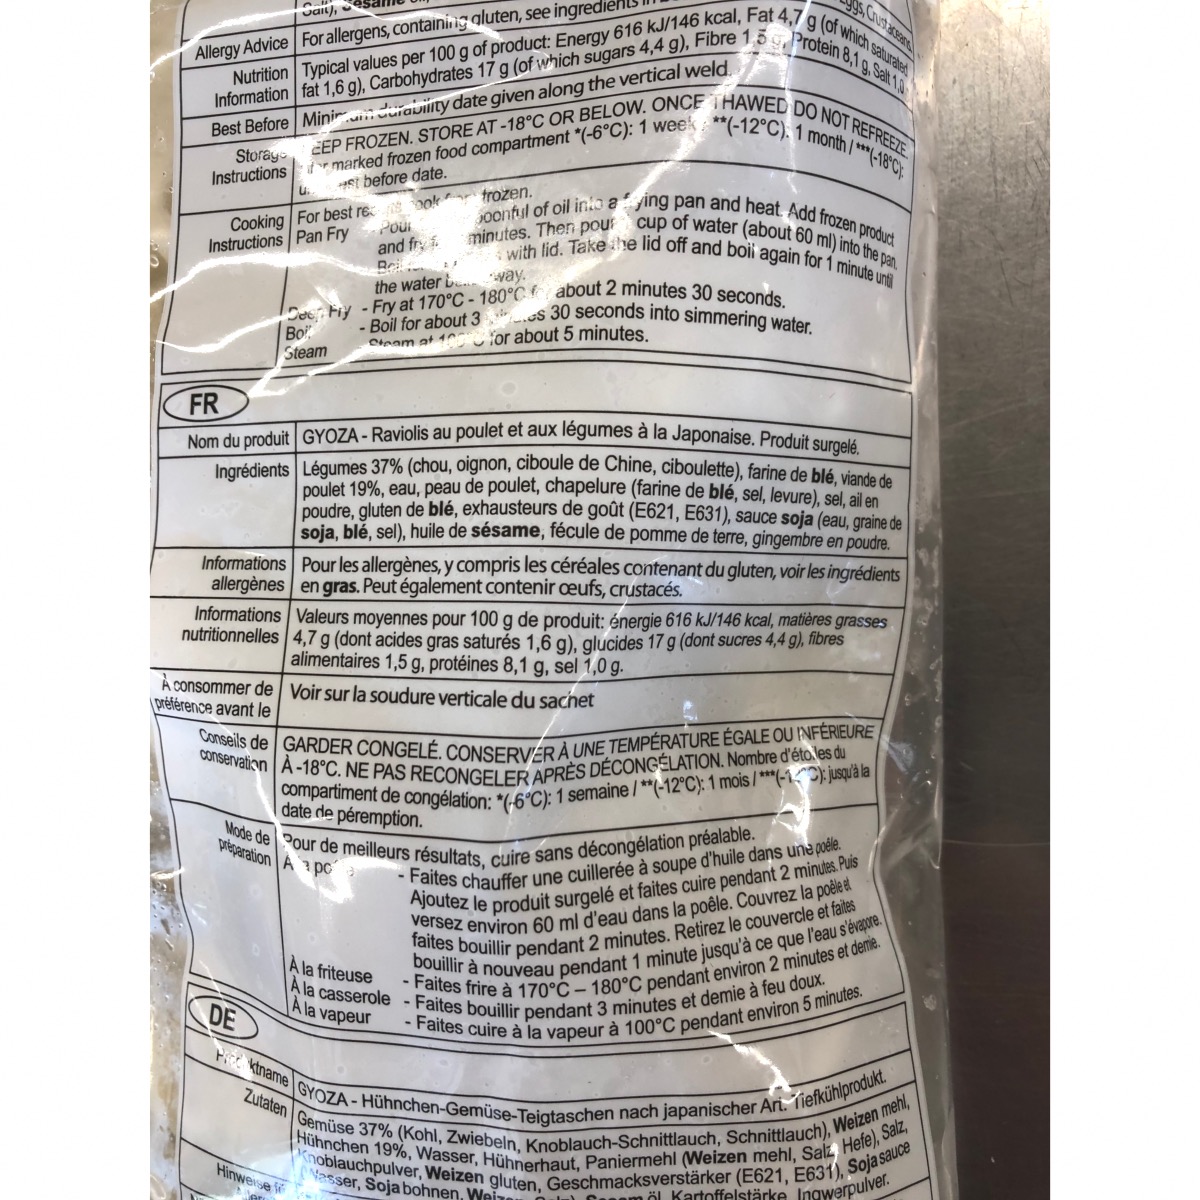 Allergy Advice For allergens, containing gluten, see ingredients
Eggs, Crustaceans.
Nutrition Information Typical values per 100 g of product: Energy 616 kJ/146 kcal, Fat 4,7 g (of which saturated
fat 1,6 g), Carbohydrates 17 g (of which sugars 4,4 g), Fibre 1,5 g, Protein 8,1 g, Salt 1,0
Best Before Minimum durability date given along the vertical weld.
Storage Instructions KEEP FROZEN. STORE AT -18°C OR BELOW. ONCE THAWED DO NOT REFREEZE.
marked frozen food compartment *(-6°C): 1 week / **(-12°C): 1 month / ***(-18°C):
best before date.
Cooking Instructions For best results cook from frozen.
Pan Fry - Pour spoonful of oil into a frying pan and heat. Add frozen product
and fry minutes. Then pour cup of water (about 60 ml) into the pan.
with lid. Take the lid off and boil again for 1 minute until
the water away.
Deep Fry - Fry at 170°C - 180°C for about 2 minutes 30 seconds.
Boil - Boil for about 3 minutes 30 seconds into simmering water.
Steam - Steam at 100°C for about 5 minutes.
FR
Nom du produit GYOZA - Raviolis au poulet et aux légumes à la Japonaise. Produit surgelé.
Ingrédients Légumes 37% (chou, oignon, ciboule de Chine, ciboulette), farine de blé, viande de
poulet 19%, eau, peau de poulet, chapelure (farine de blé, sel, levure), sel, ail en
poudre, gluten de blé, exhausteurs de goût (E621, E631), sauce soja (eau, graine de
soja, blé, sel), huile de sésame, fécule de pomme de terre, gingembre en poudre.
Informations allergènes Pour les allergènes, y compris les céréales contenant du gluten, voir les ingrédients
en gras. Peut également contenir œufs, crustacés.
Informations nutritionnelles Valeurs moyennes pour 100 g de produit: énergie 616 kJ/146 kcal, matières grasses
4,7 g (dont acides gras saturés 1,6 g), glucides 17 g (dont sucres 4,4 g), fibres
alimentaires 1,5 g, protéines 8,1 g, sel 1,0 g.
À consommer de préférence avant le Voir sur la soudure verticale du sachet
Conseils de conservation GARDER CONGELÉ. CONSERVER À UNE TEMPÉRATURE ÉGALE OU INFÉRIEURE
À -18°C. NE PAS RECONGELER APRÈS DÉCONGÉLATION. Nombre d'étoiles du
compartiment de congélation: *(-6°C): 1 semaine / **(-12°C): 1 mois / ***(-18°C): jusqu'à la
date de péremption.
Mode de préparation Pour de meilleurs résultats, cuire sans décongélation préalable.
À la poêle - Faites chauffer une cuillerée à soupe d'huile dans une poêle.
Ajoutez le produit surgelé et faites cuire pendant 2 minutes. Puis
versez environ 60 ml d'eau dans la poêle. Couvrez la poêle et
faites bouillir pendant 2 minutes. Retirez le couvercle et faites
bouillir à nouveau pendant 1 minute jusqu'à ce que l'eau s'évapore.
À la friteuse - Faites frire à 170°C – 180°C pendant environ 2 minutes et demie.
À la casserole - Faites bouillir pendant 3 minutes et demie à feu doux.
À la vapeur - Faites cuire à la vapeur à 100°C pendant environ 5 minutes.
DE
Produktname GYOZA - Hühnchen-Gemüse-Teigtaschen nach japanischer Art. Tiefkühlprodukt.
Zutaten Gemüse 37% (Kohl, Zwiebeln, Knoblauch-Schnittlauch, Schnittlauch), Weizen mehl,
Hühnchen 19%, Wasser, Hühnerhaut, Paniermehl (Weizen mehl, Salz, Hefe), Salz,
Knoblauchpulver, Weizen gluten, Geschmacksverstärker (E621, E631), Soja sauce
Wasser, Soja bohnen, Weizen öl, Kartoffelstärke, Ingwerpulver.
Hinweise